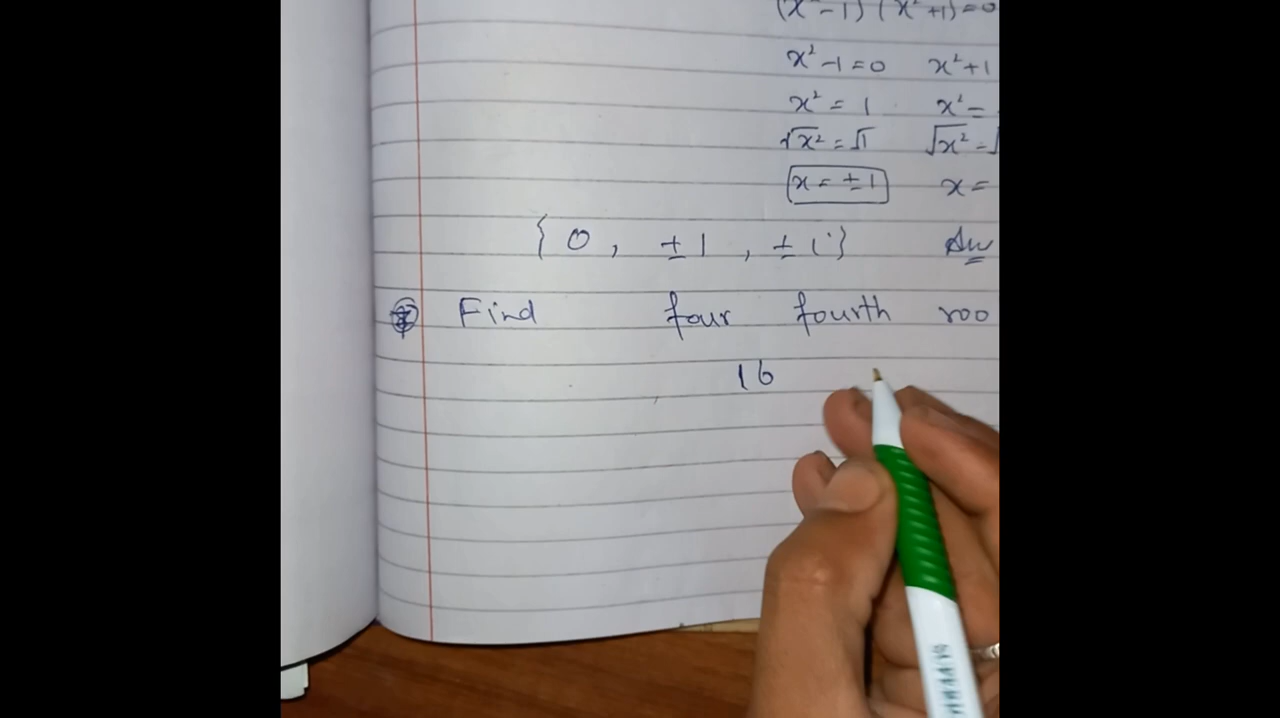 (x²-1) (x²+1)=0
x²-1=0 x²+1
x² = 1 x²=
√x² = √1 √x² = √
x = ±1 x =
{ 0 , ±1 , ±i } Ans
Find four fourth roo
16